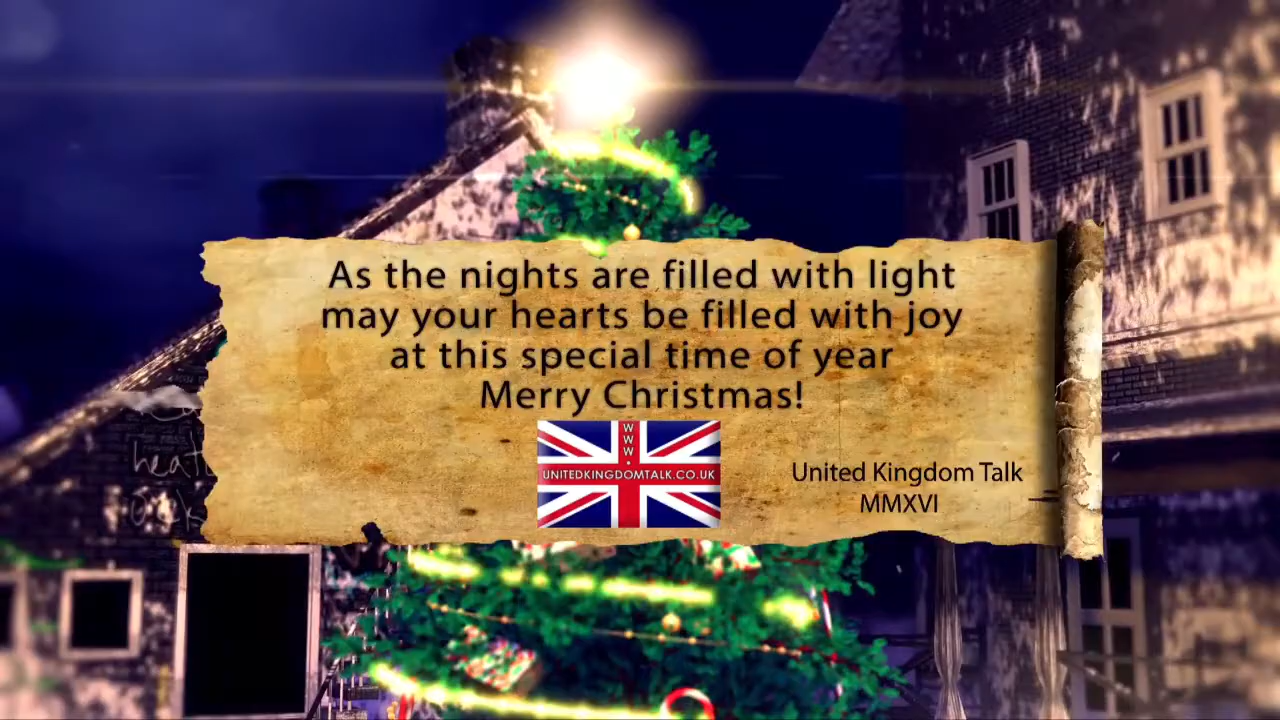 As the nights are filled with light
may your hearts be filled with joy
at this special time of year
Merry Christmas!
WWW.
UNITEDKINGDOMTALK.CO.UK
United Kingdom Talk
MMXVI